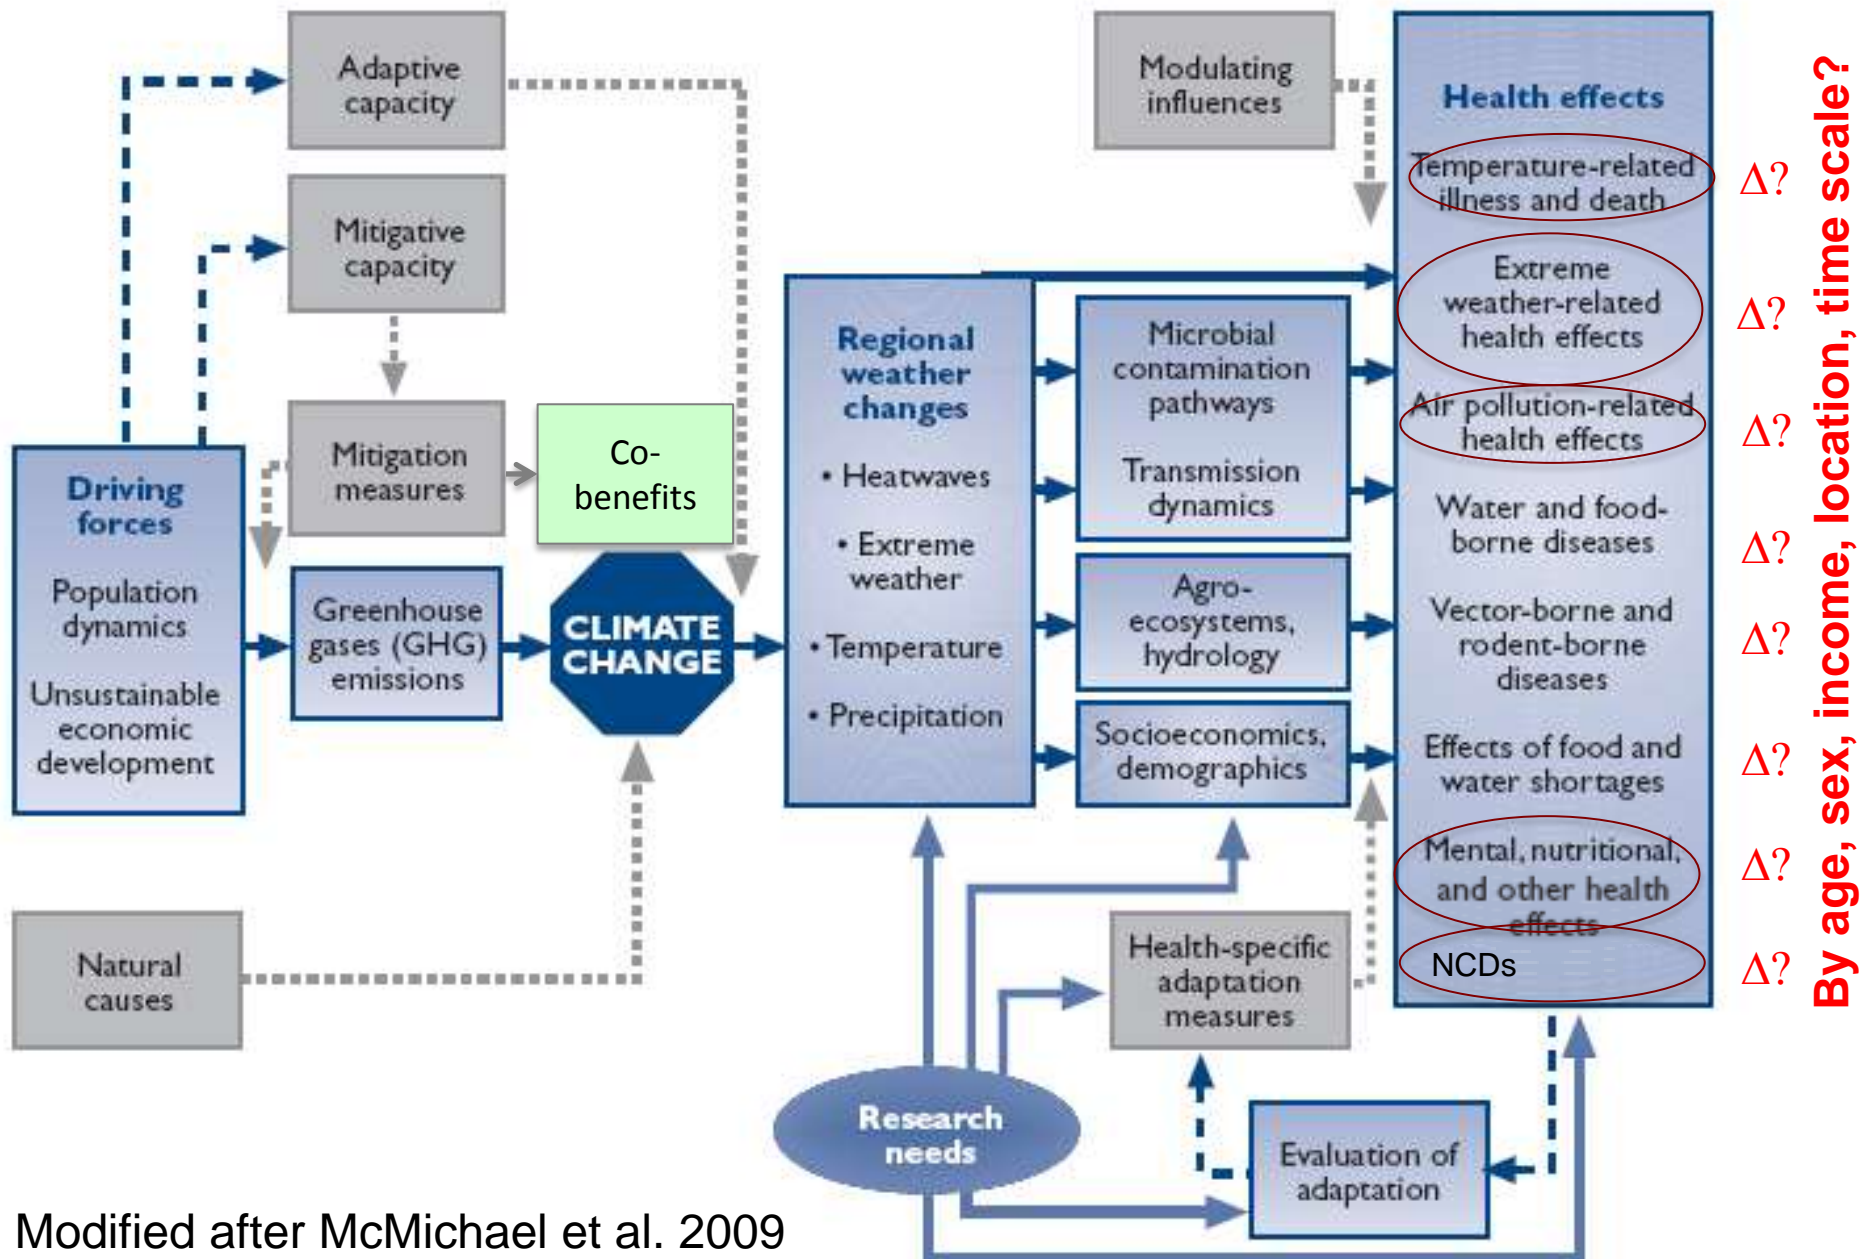 Adaptive
capacity
Mitigative
capacity
Mitigation
measures
Co-
benefits
Driving
forces
Population
dynamics
Unsustainable
economic
development
Greenhouse
gases (GHG)
emissions
CLIMATE
CHANGE
Natural
causes
Regional
weather
changes
• Heatwaves
• Extreme
weather
• Temperature
• Precipitation
Modulating
influences
Microbial
contamination
pathways
Transmission
dynamics
Agro-
ecosystems,
hydrology
Socioeconomics,
demographics
Health-specific
adaptation
measures
Research
needs
Evaluation of
adaptation
Health effects
Temperature-related
illness and death
Extreme
weather-related
health effects
Air pollution-related
health effects
Water and food-
borne diseases
Vector-borne and
rodent-borne
diseases
Effects of food and
water shortages
Mental, nutritional,
and other health
effects
NCDs
Δ?
Δ?
Δ?
Δ?
Δ?
Δ?
Δ?
Δ?
By age, sex, income, location, time scale?
Modified after McMichael et al. 2009